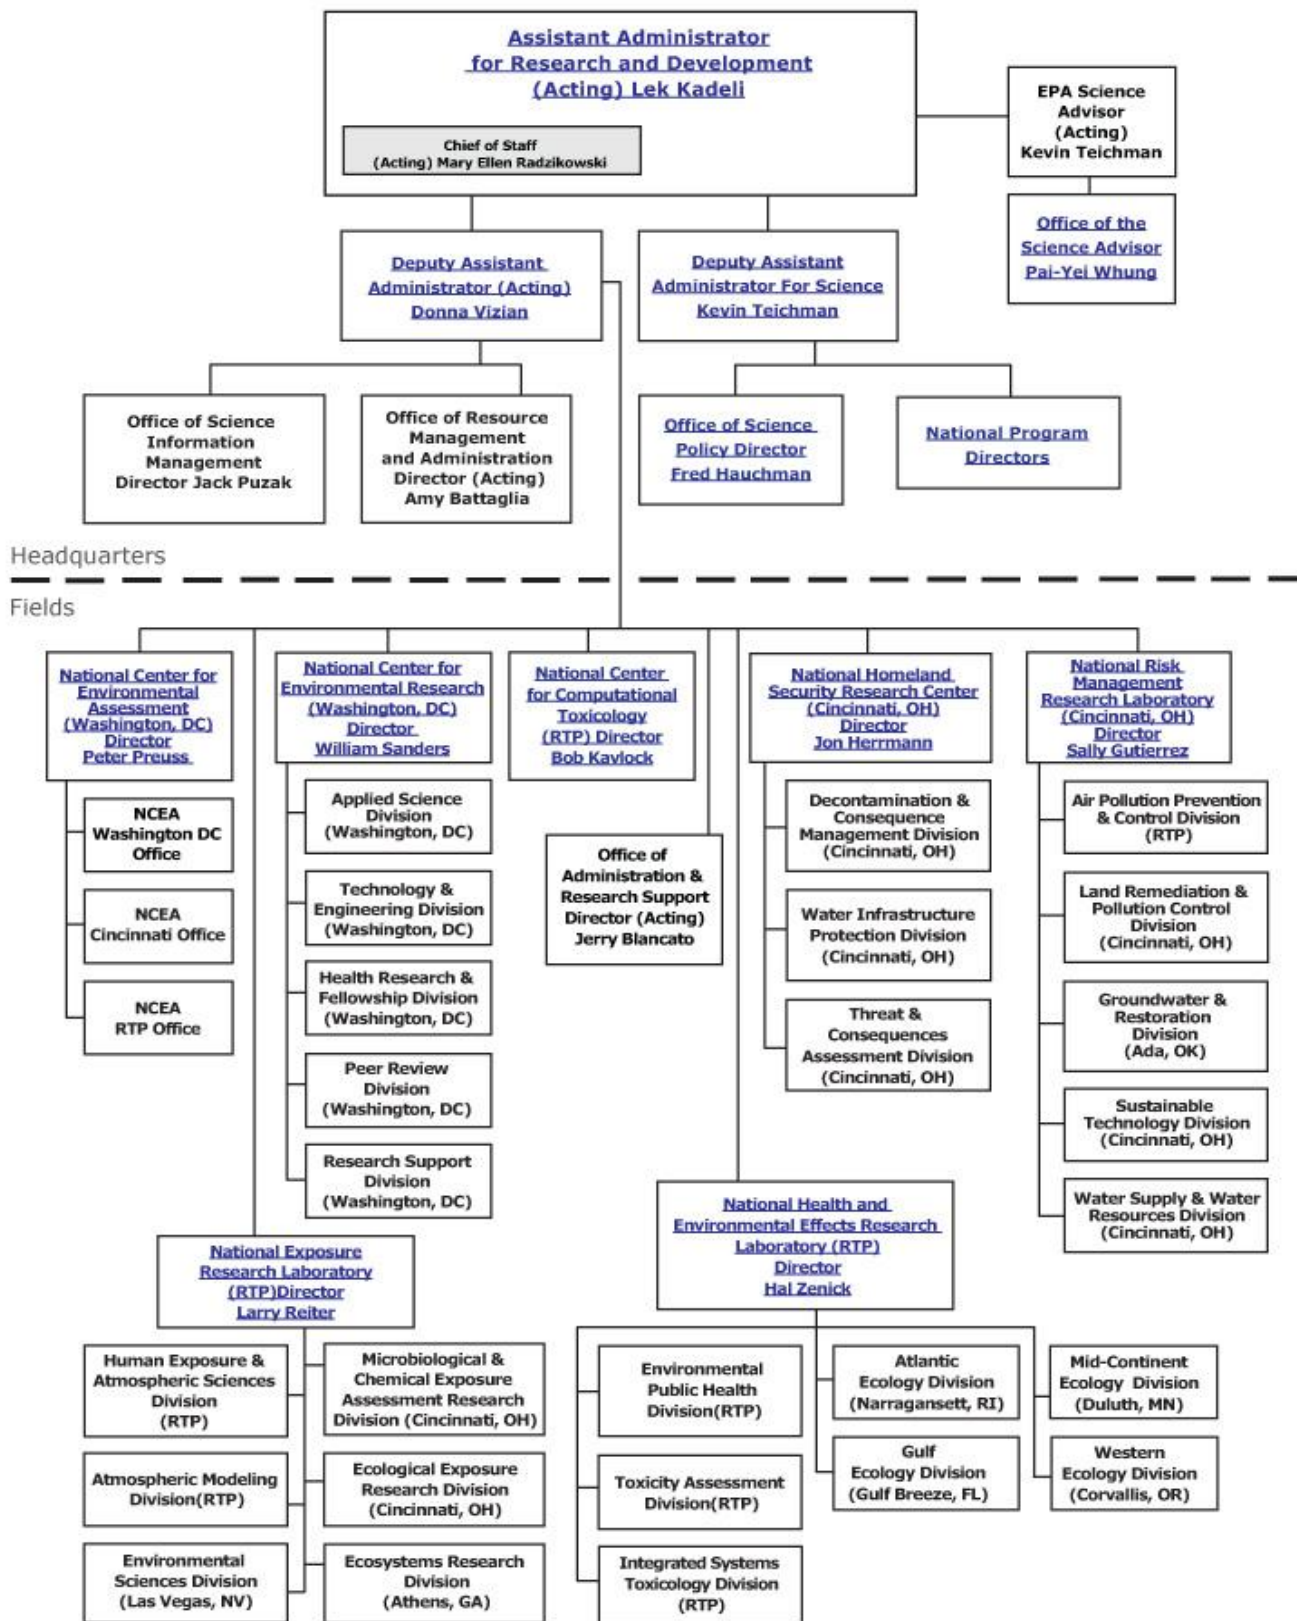 Assistant Administrator
for Research and Development
(Acting) Lek Kadeli
Chief of Staff
(Acting) Mary Ellen Radzikowski
EPA Science
Advisor
(Acting)
Kevin Teichman
Office of the
Science Advisor
Pai-Yei Whung
Deputy Assistant
Administrator (Acting)
Donna Vizian
Deputy Assistant
Administrator For Science
Kevin Teichman
Office of Science
Information
Management
Director Jack Puzak
Office of Resource
Management
and Administration
Director (Acting)
Amy Battaglia
Office of Science
Policy Director
Fred Hauchman
National Program
Directors
Headquarters
Fields
National Center for
Environmental
Assessment
(Washington, DC)
Director
Peter Preuss
National Center for
Environmental Research
(Washington, DC)
Director
William Sanders
National Center
for Computational
Toxicology
(RTP) Director
Bob Kavlock
National Homeland
Security Research Center
(Cincinnati, OH)
Director
Jon Herrmann
National Risk
Management
Research Laboratory
(Cincinnati, OH)
Director
Sally Gutierrez
NCEA
Washington DC
Office
NCEA
Cincinnati Office
NCEA
RTP Office
Applied Science
Division
(Washington, DC)
Technology &
Engineering Division
(Washington, DC)
Health Research &
Fellowship Division
(Washington, DC)
Peer Review
Division
(Washington, DC)
Research Support
Division
(Washington, DC)
Office of
Administration &
Research Support
Director (Acting)
Jerry Blancato
Decontamination &
Consequence
Management Division
(Cincinnati, OH)
Water Infrastructure
Protection Division
(Cincinnati, OH)
Threat &
Consequences
Assessment Division
(Cincinnati, OH)
Air Pollution Prevention
& Control Division
(RTP)
Land Remediation &
Pollution Control
Division
(Cincinnati, OH)
Groundwater &
Restoration
Division
(Ada, OK)
Sustainable
Technology Division
(Cincinnati, OH)
Water Supply & Water
Resources Division
(Cincinnati, OH)
National Exposure
Research Laboratory
(RTP)Director
Larry Reiter
National Health and
Environmental Effects Research
Laboratory (RTP)
Director
Hal Zenick
Human Exposure &
Atmospheric Sciences
Division
(RTP)
Atmospheric Modeling
Division(RTP)
Environmental
Sciences Division
(Las Vegas, NV)
Microbiological &
Chemical Exposure
Assessment Research
Division (Cincinnati, OH)
Ecological Exposure
Research Division
(Cincinnati, OH)
Ecosystems Research
Division
(Athens, GA)
Environmental
Public Health
Division(RTP)
Toxicity Assessment
Division(RTP)
Integrated Systems
Toxicology Division
(RTP)
Atlantic
Ecology Division
(Narragansett, RI)
Gulf
Ecology Division
(Gulf Breeze, FL)
Mid-Continent
Ecology Division
(Duluth, MN)
Western
Ecology Division
(Corvallis, OR)